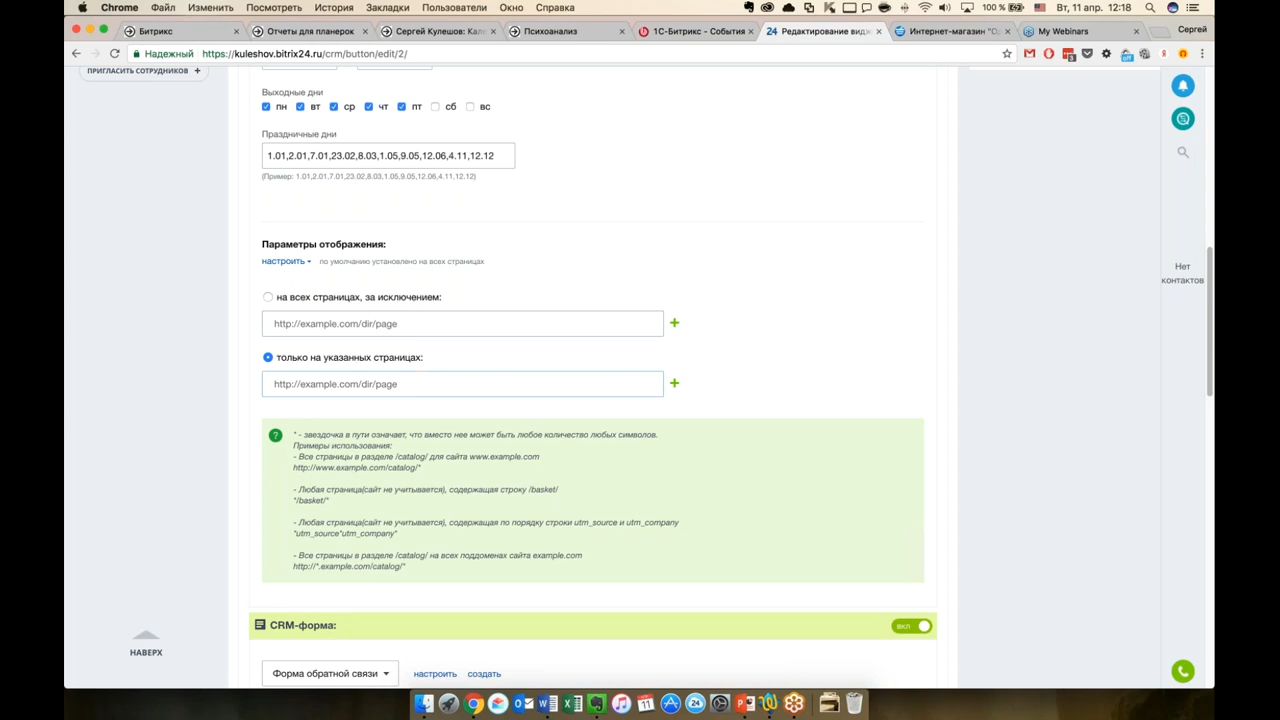 Chrome Файл Изменить Посмотреть История Закладки Пользователи Окно Справка 100 % Вт, 11 апр. 12:18
Битрикс Отчеты для планерок Сергей Кулешов: Кал Психоанализ 1С-Битрикс - События 24 Редактирование видж Интернет-магазин "О My Webinars Сергей
Надежный https://kuleshov.bitrix24.ru/crm/button/edit/2/
ПРИГЛАСИТЬ СОТРУДНИКОВ +
Выходные дни
пн вт ср чт пт сб вс
Праздничные дни
1.01,2.01,7.01,23.02,8.03,1.05,9.05,12.06,4.11,12.12
(Пример: 1.01,2.01,7.01,23.02,8.03,1.05,9.05,12.06,4.11,12.12)
Параметры отображения:
настроить по умолчанию установлено на всех страницах
Нет
контактов
на всех страницах, за исключением:
http://example.com/dir/page
только на указанных страницах:
http://example.com/dir/page
* - звездочка в пути означает, что вместо нее может быть любое количество любых символов.
Примеры использования:
- Все страницы в разделе /catalog/ для сайта www.example.com
http://www.example.com/catalog/*
- Любая страница(сайт не учитывается), содержащая строку /basket/
*/basket/*
- Любая страница(сайт не учитывается), содержащая по порядку строки utm_source и utm_company
*utm_source*utm_company*
- Все страницы в разделе /catalog/ на всех поддоменах сайта example.com
http://*.example.com/catalog/*
CRM-форма: вкл
НАВЕРХ
Форма обратной связи настроить создать